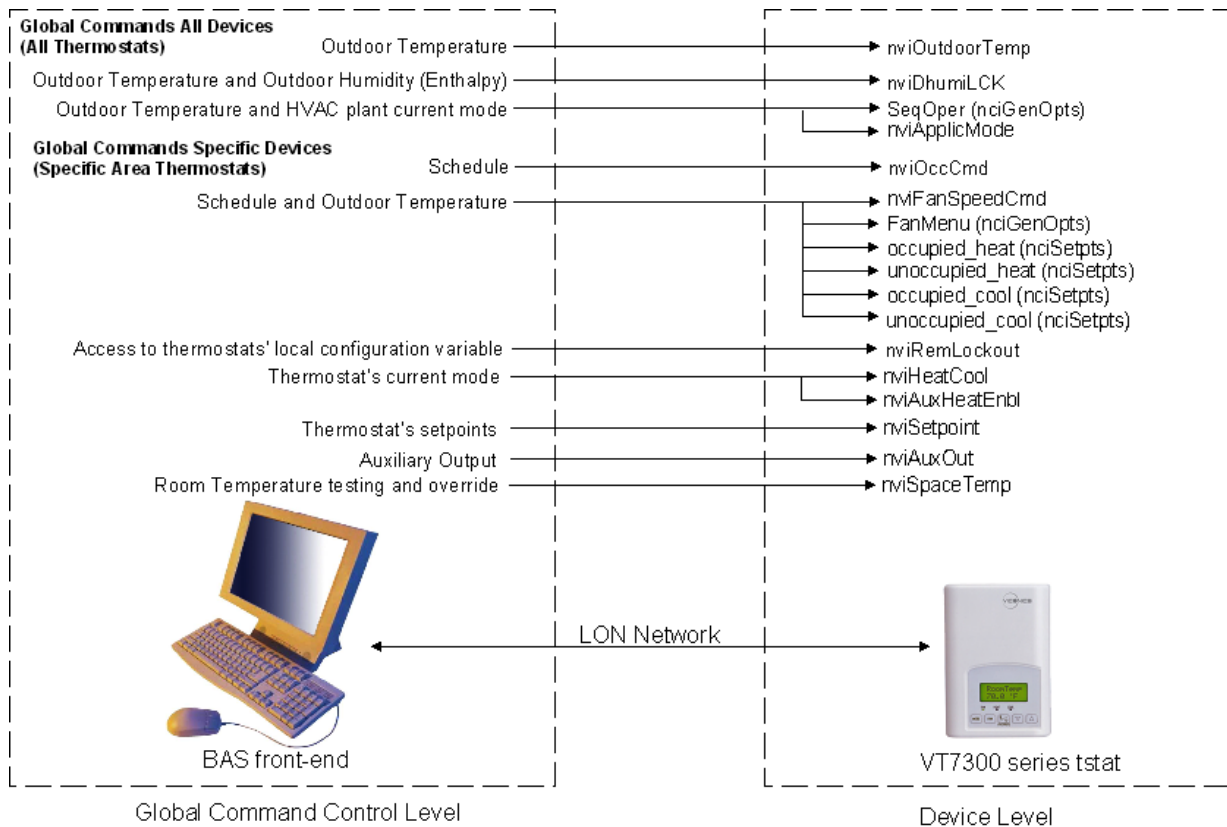 Global Commands All Devices
(All Thermostats)
Outdoor Temperature
nviOutdoorTemp
Outdoor Temperature and Outdoor Humidity (Enthalpy)
nviDhumiLCK
Outdoor Temperature and HVAC plant current mode
SeqOper (nciGenOpts)
nviApplicMode
Global Commands Specific Devices
(Specific Area Thermostats)
Schedule
nviOccCmd
Schedule and Outdoor Temperature
nviFanSpeedCmd
FanMenu (nciGenOpts)
occupied_heat (nciSetpts)
unoccupied_heat (nciSetpts)
occupied_cool (nciSetpts)
unoccupied_cool (nciSetpts)
Access to thermostats' local configuration variable
nviRemLockout
Thermostat's current mode
nviHeatCool
nviAuxHeatEnbl
Thermostat's setpoints
nviSetpoint
Auxiliary Output
nviAuxOut
Room Temperature testing and override
nviSpaceTemp
LON Network
RoomTemp
70.0 °F
BAS front-end
VT7300 series tstat
Global Command Control Level
Device Level